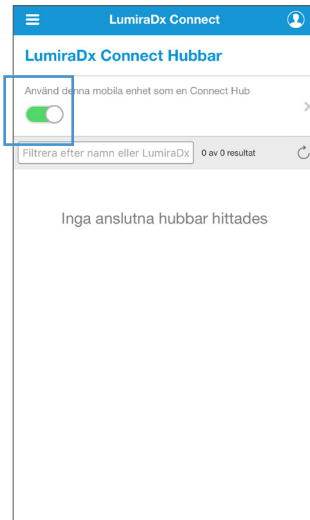 LumiraDx Connect
LumiraDx Connect Hubbar
Använd denna mobila enhet som en Connect Hub
Filtrera efter namn eller LumiraDx 0 av 0 resultat
Inga anslutna hubbar hittades